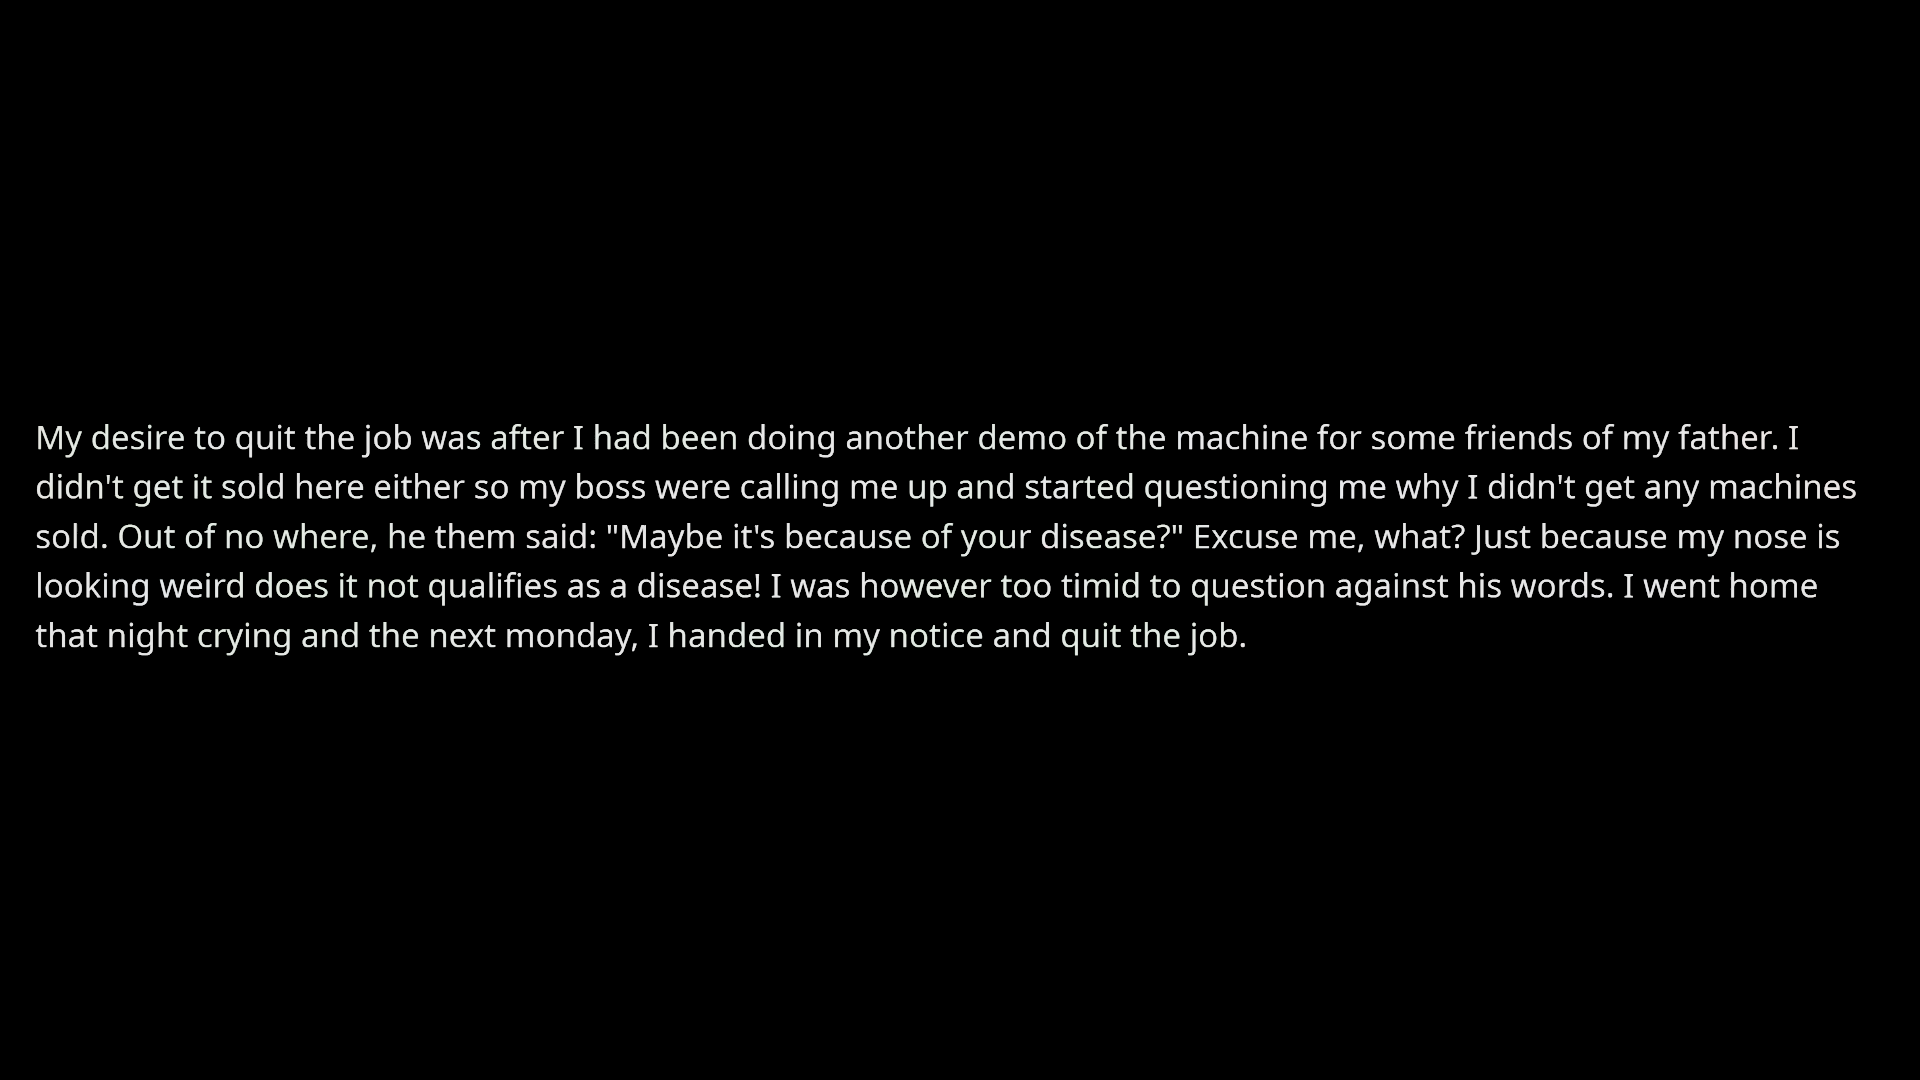 My desire to quit the job was after I had been doing another demo of the machine for some friends of my father. I
didn't get it sold here either so my boss were calling me up and started questioning me why I didn't get any machines
sold. Out of no where, he them said: "Maybe it's because of your disease?" Excuse me, what? Just because my nose is
looking weird does it not qualifies as a disease! I was however too timid to question against his words. I went home
that night crying and the next monday, I handed in my notice and quit the job.